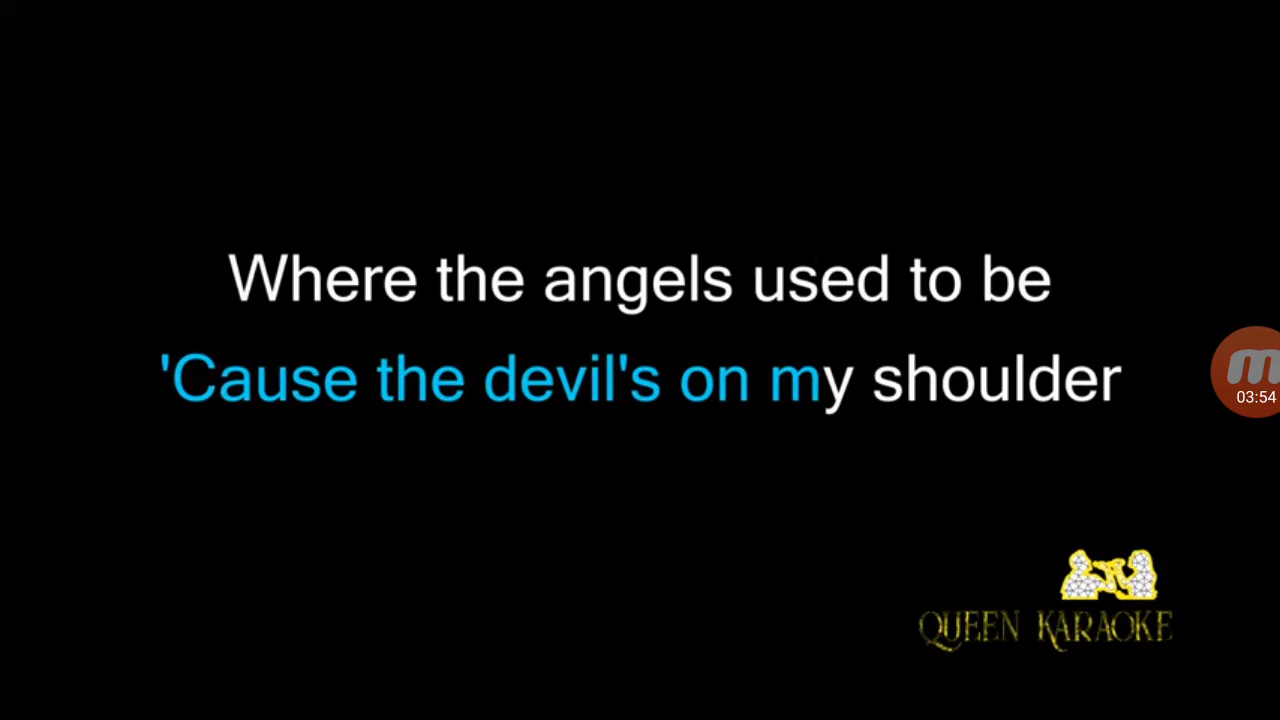 Where the angels used to be
'Cause the devil's on my shoulder
03:54
QUEEN KARAOKE